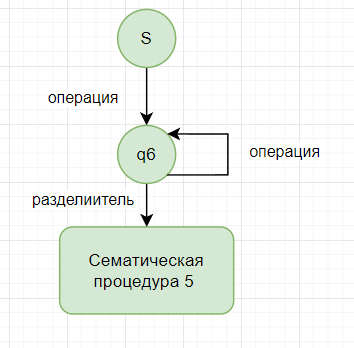 S
операция
q6
операция
разделиитель
Сематическая
процедура 5